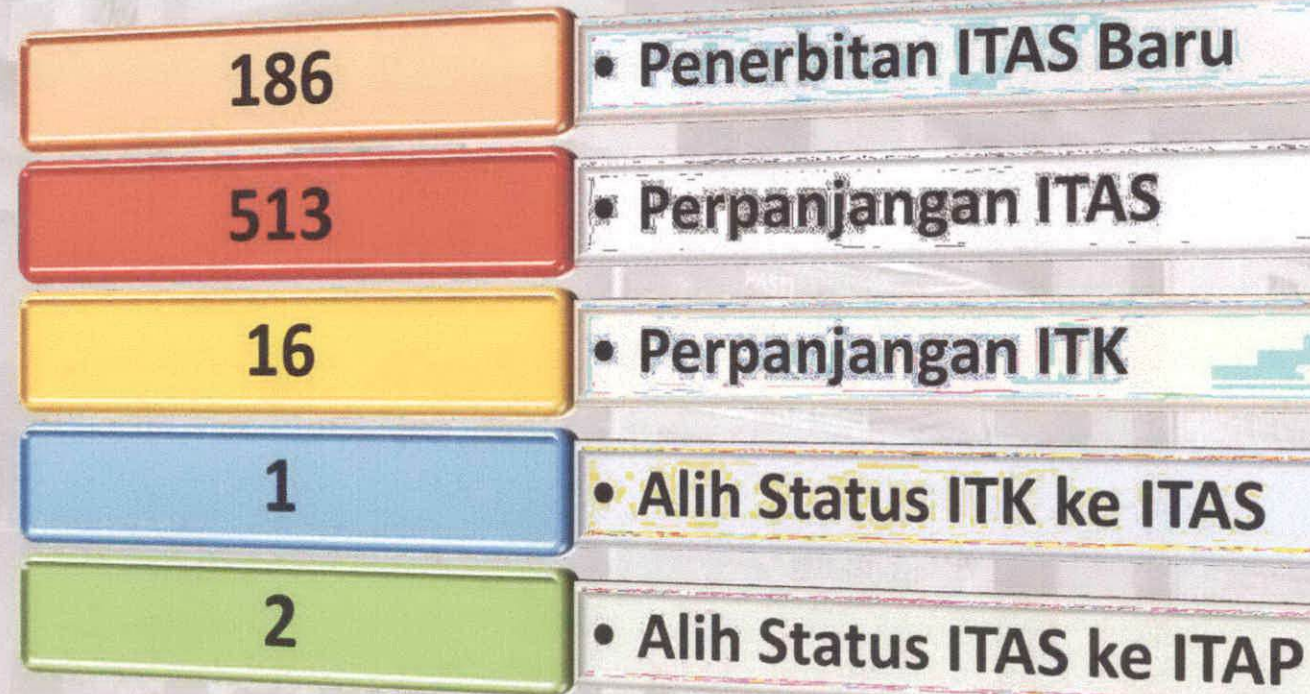 186
• Penerbitan ITAS Baru
513
• Perpanjangan ITAS
16
• Perpanjangan ITK
1
• Alih Status ITK ke ITAS
2
• Alih Status ITAS ke ITAP